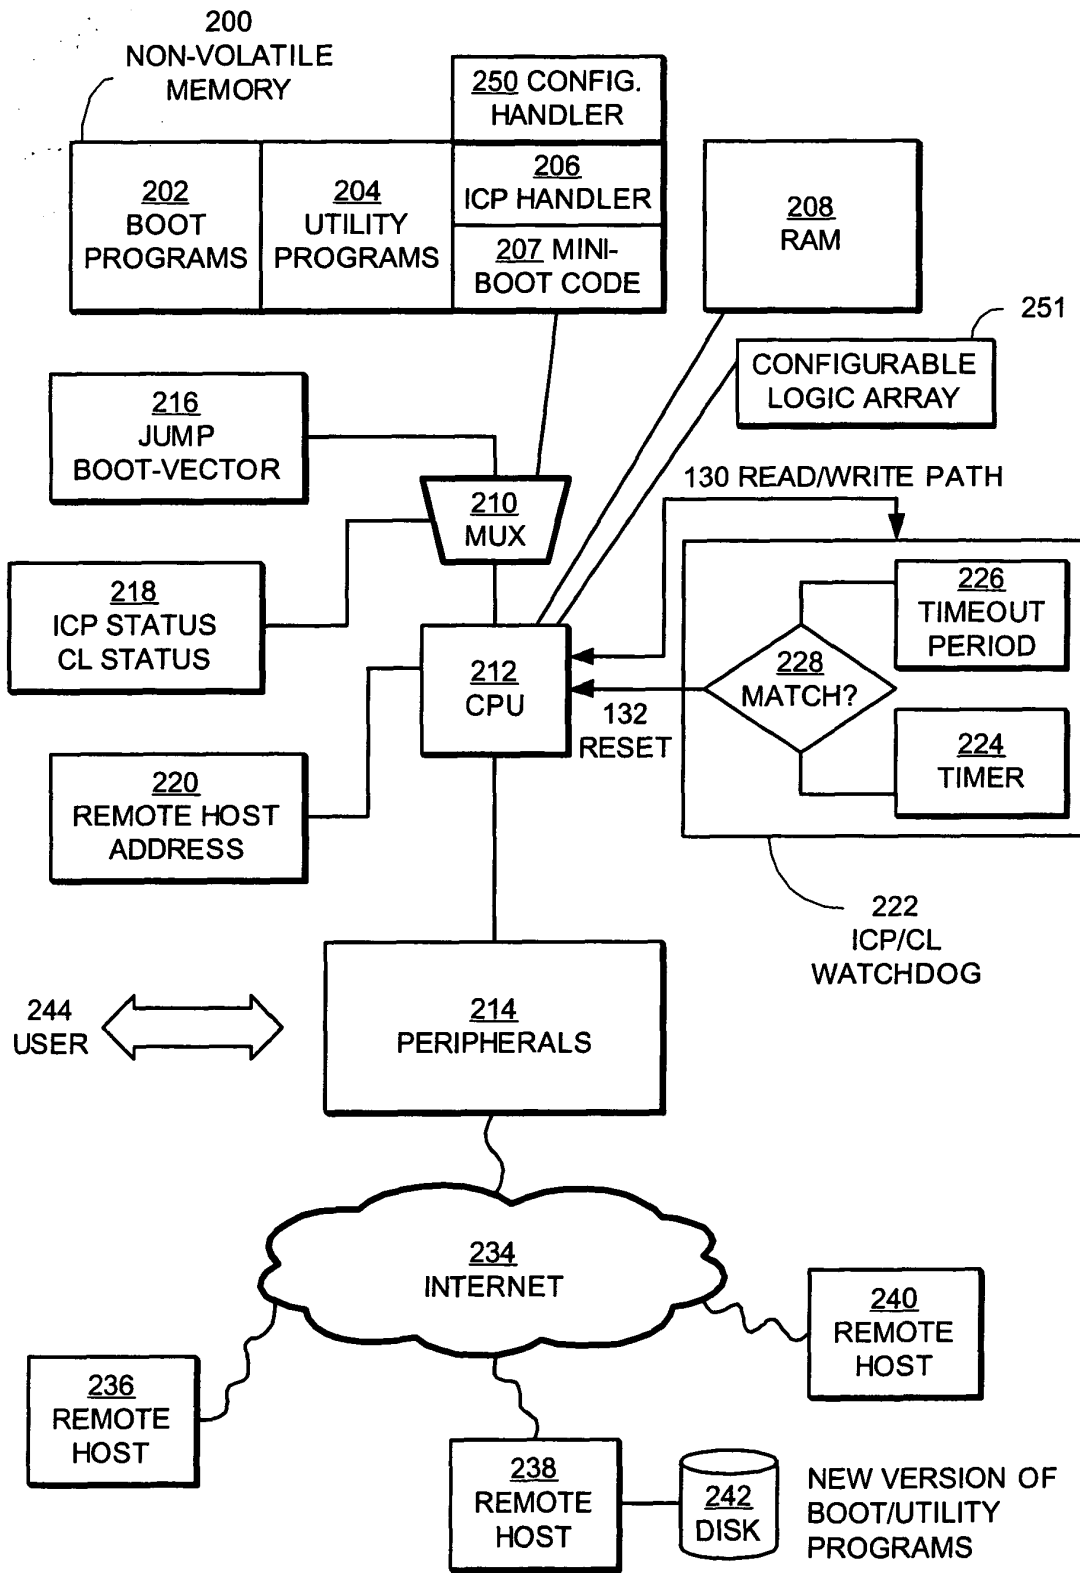 200
NON-VOLATILE
MEMORY
250 CONFIG.
HANDLER
202
BOOT
PROGRAMS
204
UTILITY
PROGRAMS
206
ICP HANDLER
207 MINI-
BOOT CODE
208
RAM
251
CONFIGURABLE
LOGIC ARRAY
216
JUMP
BOOT-VECTOR
210
MUX
130 READ/WRITE PATH
218
ICP STATUS
CL STATUS
212
CPU
226
TIMEOUT
PERIOD
228
MATCH?
132
RESET
224
TIMER
220
REMOTE HOST
ADDRESS
222
ICP/CL
WATCHDOG
244
USER
214
PERIPHERALS
234
INTERNET
240
REMOTE
HOST
236
REMOTE
HOST
238
REMOTE
HOST
242
DISK
NEW VERSION OF
BOOT/UTILITY
PROGRAMS